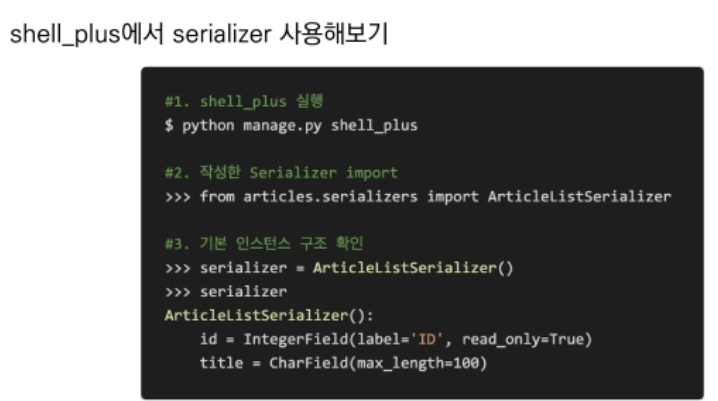 shell_plus에서 serializer 사용해보기
#1. shell_plus 실행
$ python manage.py shell_plus
#2. 작성한 Serializer import
>>> from articles.serializers import ArticleListSerializer
#3. 기본 인스턴스 구조 확인
>>> serializer = ArticleListSerializer()
>>> serializer
ArticleListSerializer():
    id = IntegerField(label='ID', read_only=True)
    title = CharField(max_length=100)